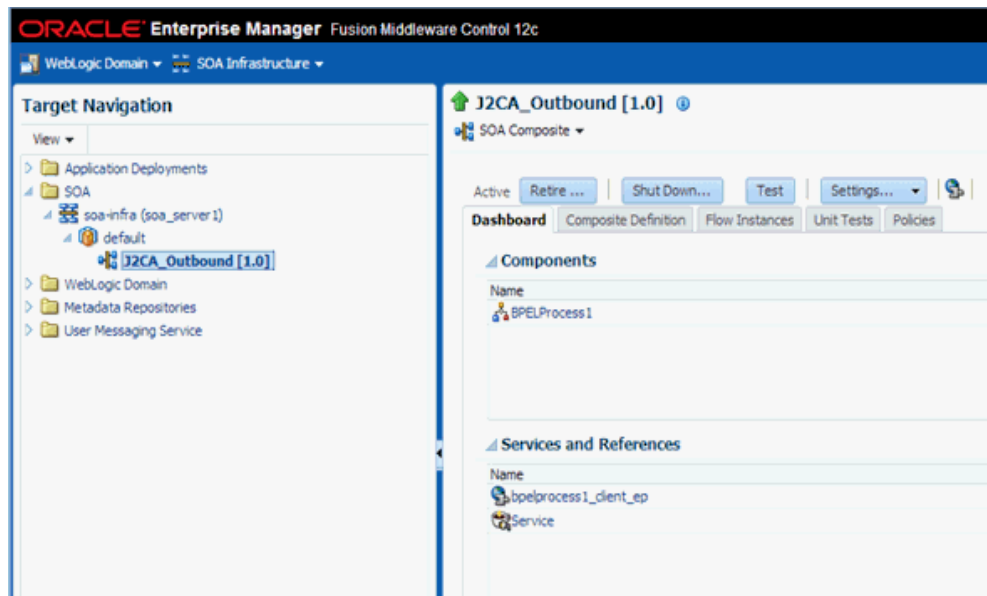 ORACLE Enterprise Manager Fusion Middleware Control 12c
WebLogic Domain SOA Infrastructure
Target Navigation
View
Application Deployments
SOA
soa-infra (soa_server1)
default
J2CA_Outbound [1.0]
WebLogic Domain
Metadata Repositories
User Messaging Service
J2CA_Outbound [1.0]
SOA Composite
Active Retire ... Shut Down... Test Settings...
Dashboard Composite Definition Flow Instances Unit Tests Policies
Components
Name
BPELProcess1
Services and References
Name
bpelprocess1_client_ep
Service